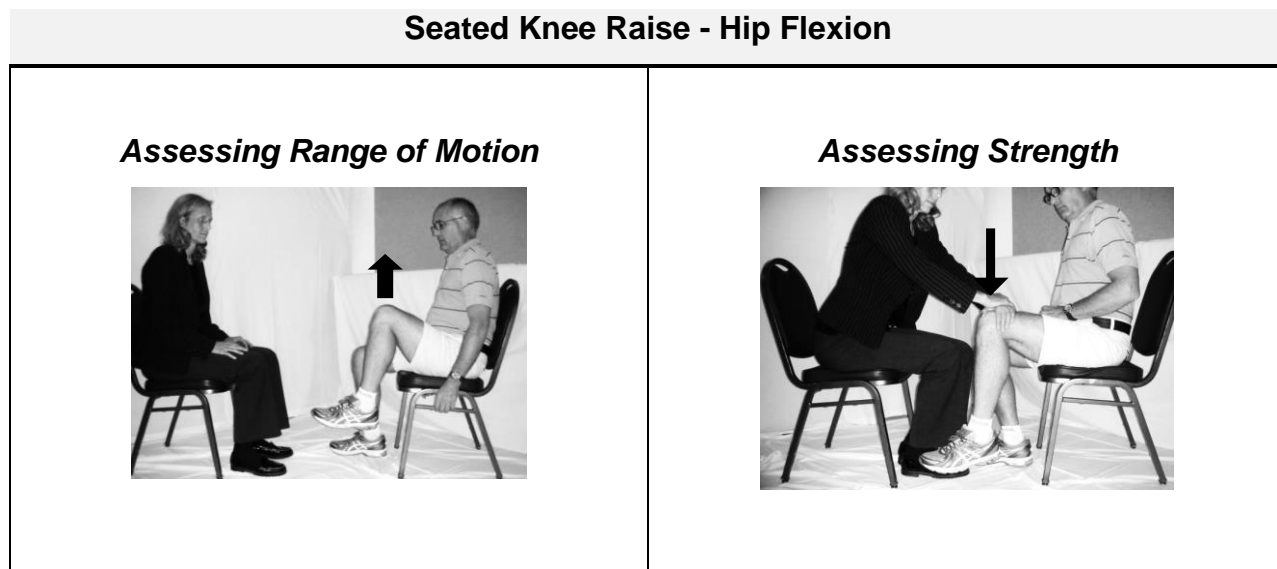 Seated Knee Raise - Hip Flexion
Assessing Range of Motion
Assessing Strength